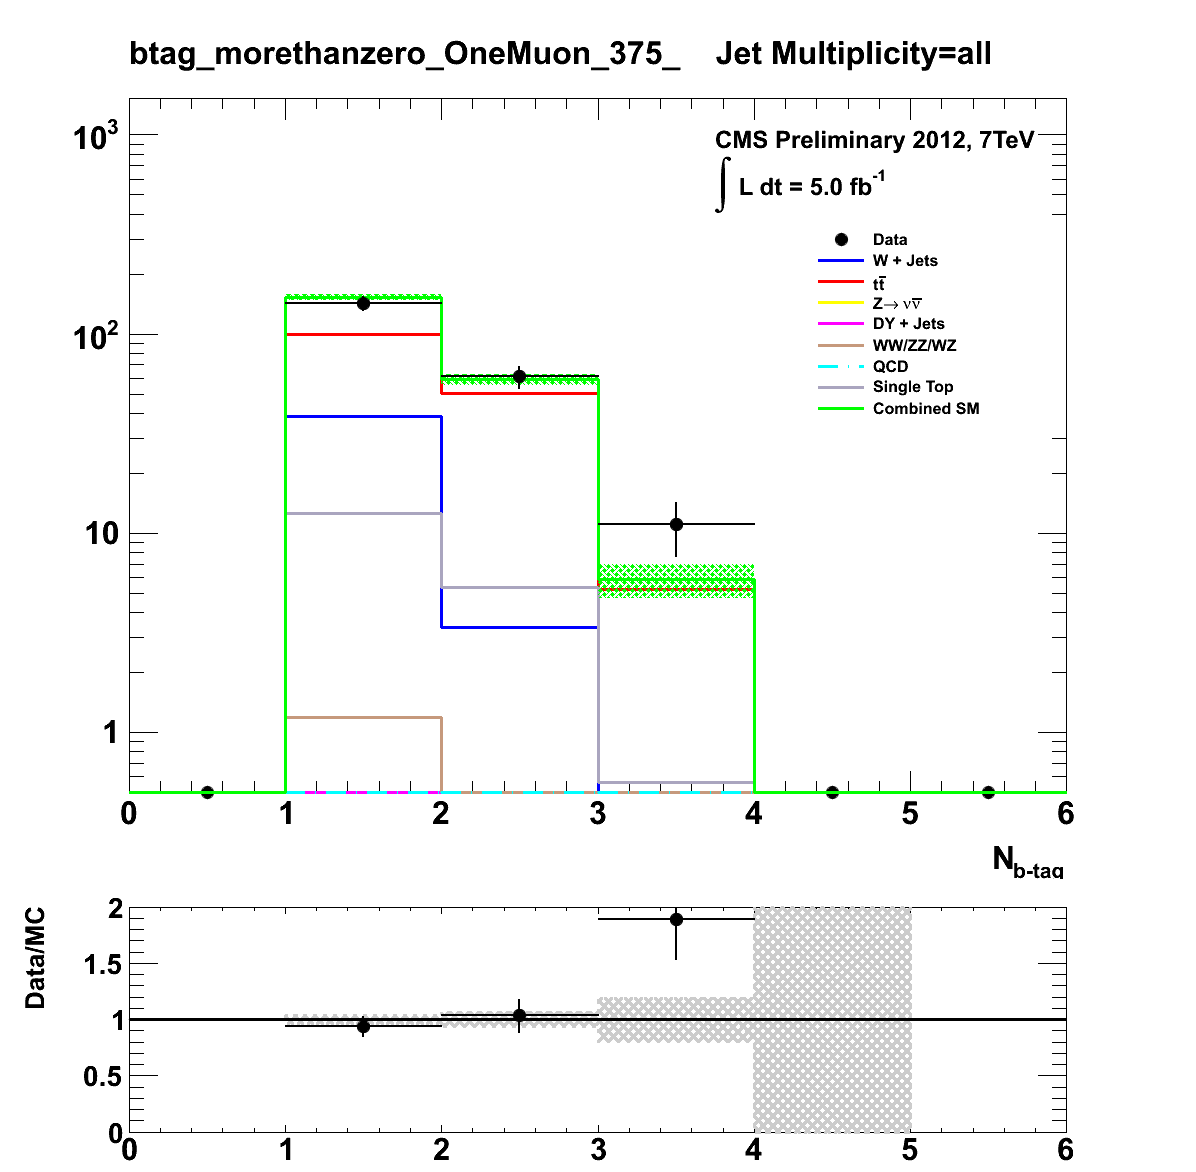 btag_morethanzero_OneMuon_375_ Jet Multiplicity=all
CMS Preliminary 2012, 7TeV
∫ L dt = 5.0 fb⁻¹
Data
W + Jets
tt̅
Z→ νν̅
DY + Jets
WW/ZZ/WZ
QCD
Single Top
Combined SM
10³
10²
10
1
0 1 2 3 4 5 6
N_b-tag
Data/MC
2
1.5
1
0.5
0
0 1 2 3 4 5 6